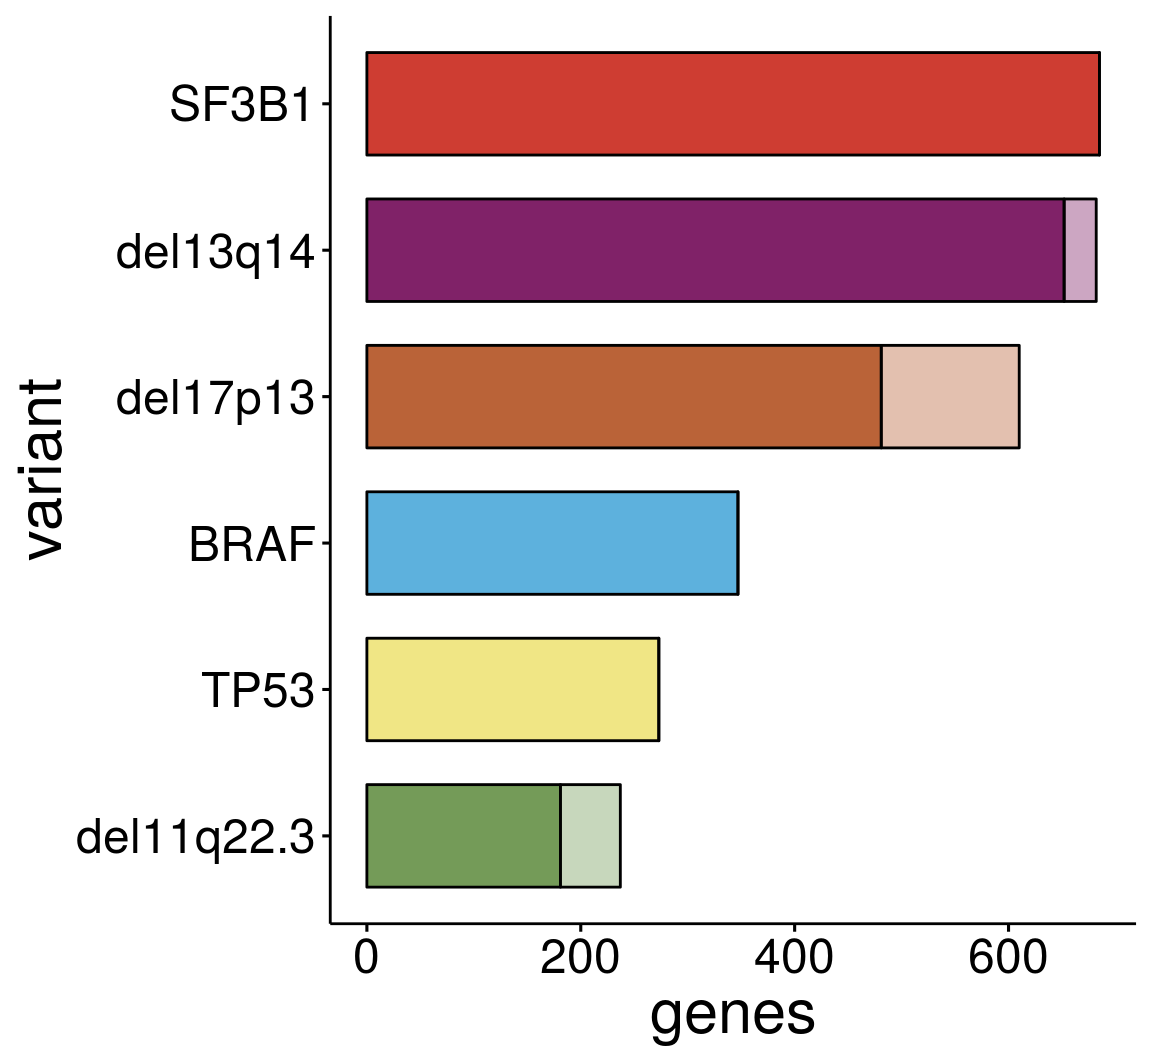 variant
SF3B1
del13q14
del17p13
BRAF
TP53
del11q22.3
0 200 400 600
genes